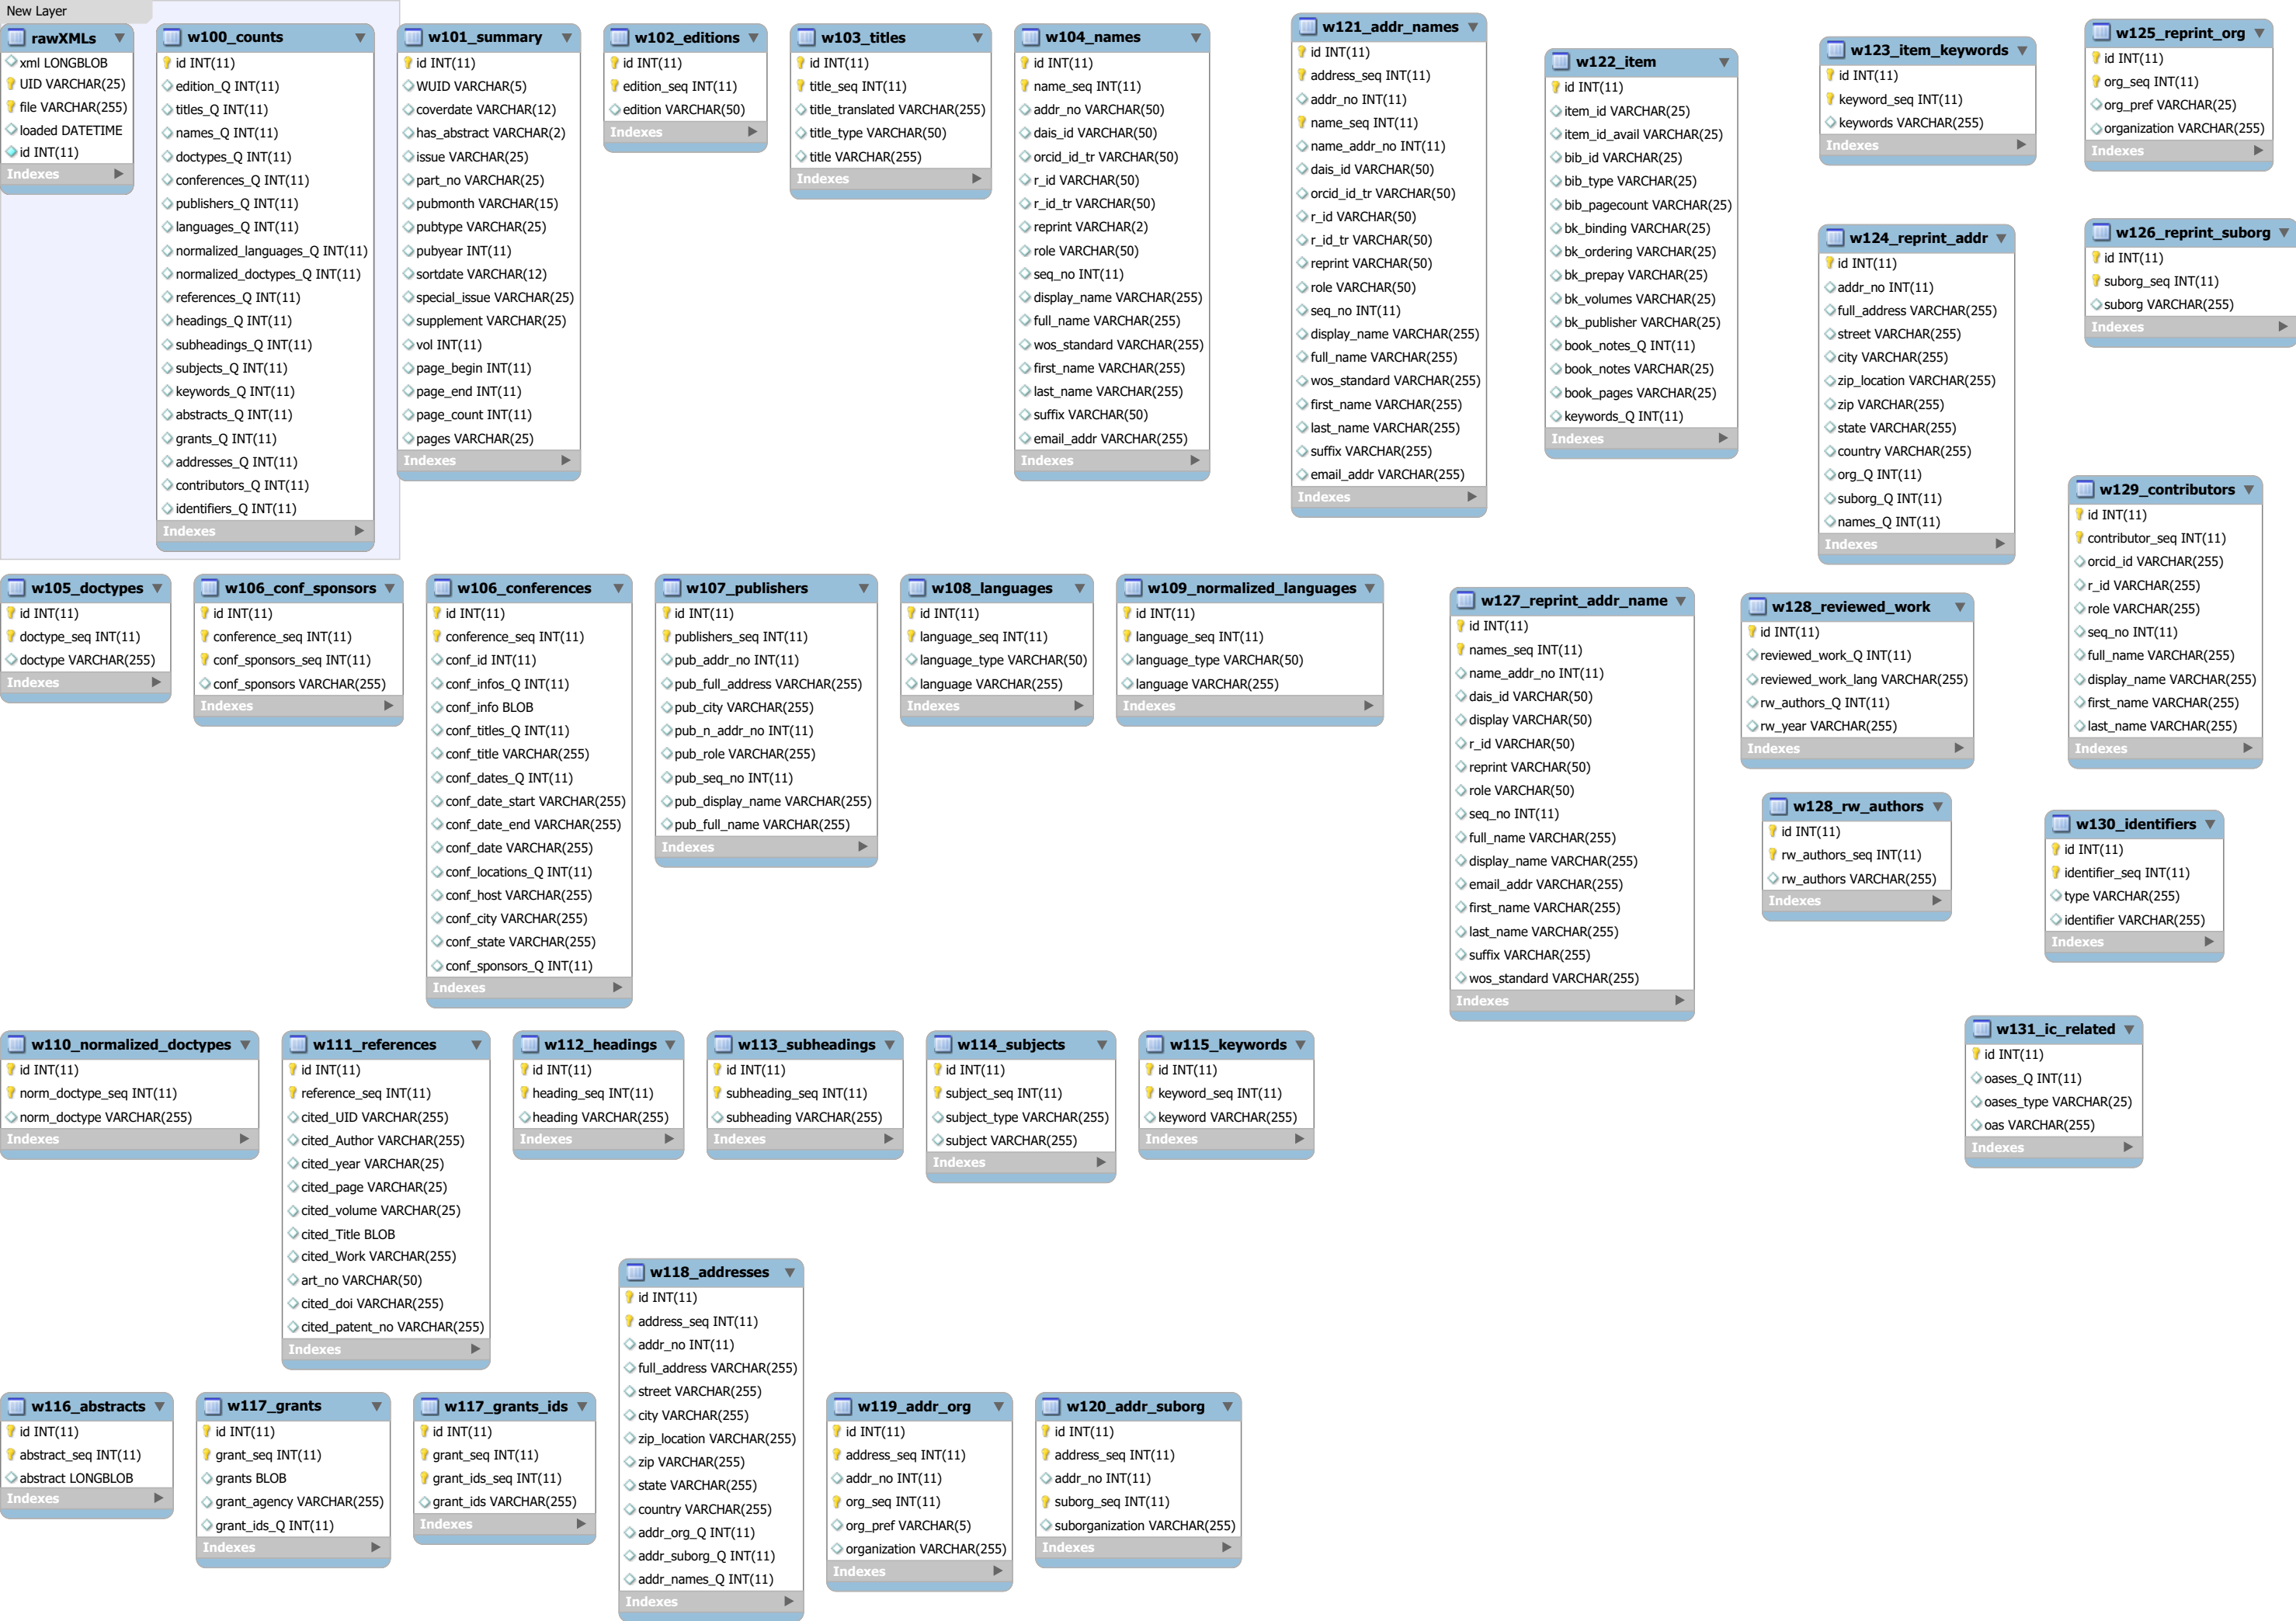 New Layer
rawXMLs
xml LONGBLOB
UID VARCHAR(25)
file VARCHAR(255)
loaded DATETIME
id INT(11)
Indexes
w100_counts
id INT(11)
edition_Q INT(11)
titles_Q INT(11)
names_Q INT(11)
doctypes_Q INT(11)
conferences_Q INT(11)
publishers_Q INT(11)
languages_Q INT(11)
normalized_languages_Q INT(11)
normalized_doctypes_Q INT(11)
references_Q INT(11)
headings_Q INT(11)
subheadings_Q INT(11)
subjects_Q INT(11)
keywords_Q INT(11)
abstracts_Q INT(11)
grants_Q INT(11)
addresses_Q INT(11)
contributors_Q INT(11)
identifiers_Q INT(11)
Indexes
w101_summary
id INT(11)
WUID VARCHAR(5)
coverdate VARCHAR(12)
has_abstract VARCHAR(2)
issue VARCHAR(25)
part_no VARCHAR(25)
pubmonth VARCHAR(15)
pubtype VARCHAR(25)
pubyear INT(11)
sortdate VARCHAR(12)
special_issue VARCHAR(25)
supplement VARCHAR(25)
vol INT(11)
page_begin INT(11)
page_end INT(11)
page_count INT(11)
pages VARCHAR(25)
Indexes
w102_editions
id INT(11)
edition_seq INT(11)
edition VARCHAR(50)
Indexes
w103_titles
id INT(11)
title_seq INT(11)
title_translated VARCHAR(255)
title_type VARCHAR(50)
title VARCHAR(255)
Indexes
w104_names
id INT(11)
name_seq INT(11)
addr_no VARCHAR(50)
dais_id VARCHAR(50)
orcid_id_tr VARCHAR(50)
r_id VARCHAR(50)
r_id_tr VARCHAR(50)
reprint VARCHAR(2)
role VARCHAR(50)
seq_no INT(11)
display_name VARCHAR(255)
full_name VARCHAR(255)
wos_standard VARCHAR(255)
first_name VARCHAR(255)
last_name VARCHAR(255)
suffix VARCHAR(50)
email_addr VARCHAR(255)
Indexes
w121_addr_names
id INT(11)
address_seq INT(11)
addr_no INT(11)
name_seq INT(11)
name_addr_no INT(11)
dais_id VARCHAR(50)
orcid_id_tr VARCHAR(50)
r_id VARCHAR(50)
r_id_tr VARCHAR(50)
reprint VARCHAR(50)
role VARCHAR(50)
seq_no INT(11)
display_name VARCHAR(255)
full_name VARCHAR(255)
wos_standard VARCHAR(255)
first_name VARCHAR(255)
last_name VARCHAR(255)
suffix VARCHAR(255)
email_addr VARCHAR(255)
Indexes
w122_item
id INT(11)
item_id VARCHAR(25)
item_id_avail VARCHAR(25)
bib_id VARCHAR(25)
bib_type VARCHAR(25)
bib_pagecount VARCHAR(25)
bk_binding VARCHAR(25)
bk_ordering VARCHAR(25)
bk_prepay VARCHAR(25)
bk_volumes VARCHAR(25)
bk_publisher VARCHAR(25)
book_notes_Q INT(11)
book_notes VARCHAR(25)
book_pages VARCHAR(25)
keywords_Q INT(11)
Indexes
w123_item_keywords
id INT(11)
keyword_seq INT(11)
keywords VARCHAR(255)
Indexes
w125_reprint_org
id INT(11)
org_seq INT(11)
org_pref VARCHAR(25)
organization VARCHAR(255)
Indexes
w124_reprint_addr
id INT(11)
addr_no INT(11)
full_address VARCHAR(255)
street VARCHAR(255)
city VARCHAR(255)
zip_location VARCHAR(255)
zip VARCHAR(255)
state VARCHAR(255)
country VARCHAR(255)
org_Q INT(11)
suborg_Q INT(11)
names_Q INT(11)
Indexes
w126_reprint_suborg
id INT(11)
suborg_seq INT(11)
suborg VARCHAR(255)
Indexes
w129_contributors
id INT(11)
contributor_seq INT(11)
orcid_id VARCHAR(255)
r_id VARCHAR(255)
role VARCHAR(255)
seq_no INT(11)
full_name VARCHAR(255)
display_name VARCHAR(255)
first_name VARCHAR(255)
last_name VARCHAR(255)
Indexes
w105_doctypes
id INT(11)
doctype_seq INT(11)
doctype VARCHAR(255)
Indexes
w106_conf_sponsors
id INT(11)
conference_seq INT(11)
conf_sponsors_seq INT(11)
conf_sponsors VARCHAR(255)
Indexes
w106_conferences
id INT(11)
conference_seq INT(11)
conf_id INT(11)
conf_infos_Q INT(11)
conf_info BLOB
conf_titles_Q INT(11)
conf_title VARCHAR(255)
conf_dates_Q INT(11)
conf_date_start VARCHAR(255)
conf_date_end VARCHAR(255)
conf_date VARCHAR(255)
conf_locations_Q INT(11)
conf_host VARCHAR(255)
conf_city VARCHAR(255)
conf_state VARCHAR(255)
conf_sponsors_Q INT(11)
Indexes
w107_publishers
id INT(11)
publishers_seq INT(11)
pub_addr_no INT(11)
pub_full_address VARCHAR(255)
pub_city VARCHAR(255)
pub_n_addr_no INT(11)
pub_role VARCHAR(255)
pub_seq_no INT(11)
pub_display_name VARCHAR(255)
pub_full_name VARCHAR(255)
Indexes
w108_languages
id INT(11)
language_seq INT(11)
language_type VARCHAR(50)
language VARCHAR(255)
Indexes
w109_normalized_languages
id INT(11)
language_seq INT(11)
language_type VARCHAR(50)
language VARCHAR(255)
Indexes
w127_reprint_addr_name
id INT(11)
names_seq INT(11)
name_addr_no INT(11)
dais_id VARCHAR(50)
display VARCHAR(50)
r_id VARCHAR(50)
reprint VARCHAR(50)
role VARCHAR(50)
seq_no INT(11)
full_name VARCHAR(255)
display_name VARCHAR(255)
email_addr VARCHAR(255)
first_name VARCHAR(255)
last_name VARCHAR(255)
suffix VARCHAR(255)
wos_standard VARCHAR(255)
Indexes
w128_reviewed_work
id INT(11)
reviewed_work_Q INT(11)
reviewed_work_lang VARCHAR(255)
rw_authors_Q INT(11)
rw_year VARCHAR(255)
Indexes
w128_rw_authors
id INT(11)
rw_authors_seq INT(11)
rw_authors VARCHAR(255)
Indexes
w130_identifiers
id INT(11)
identifier_seq INT(11)
type VARCHAR(255)
identifier VARCHAR(255)
Indexes
w110_normalized_doctypes
id INT(11)
norm_doctype_seq INT(11)
norm_doctype VARCHAR(255)
Indexes
w111_references
id INT(11)
reference_seq INT(11)
cited_UID VARCHAR(255)
cited_Author VARCHAR(255)
cited_year VARCHAR(25)
cited_page VARCHAR(25)
cited_volume VARCHAR(25)
cited_Title BLOB
cited_Work VARCHAR(255)
art_no VARCHAR(50)
cited_doi VARCHAR(255)
cited_patent_no VARCHAR(255)
Indexes
w112_headings
id INT(11)
heading_seq INT(11)
heading VARCHAR(255)
Indexes
w113_subheadings
id INT(11)
subheading_seq INT(11)
subheading VARCHAR(255)
Indexes
w114_subjects
id INT(11)
subject_seq INT(11)
subject_type VARCHAR(255)
subject VARCHAR(255)
Indexes
w115_keywords
id INT(11)
keyword_seq INT(11)
keyword VARCHAR(255)
Indexes
w131_ic_related
id INT(11)
oases_Q INT(11)
oases_type VARCHAR(25)
oas VARCHAR(255)
Indexes
w116_abstracts
id INT(11)
abstract_seq INT(11)
abstract LONGBLOB
Indexes
w117_grants
id INT(11)
grant_seq INT(11)
grants BLOB
grant_agency VARCHAR(255)
grant_ids_Q INT(11)
Indexes
w117_grants_ids
id INT(11)
grant_seq INT(11)
grant_ids_seq INT(11)
grant_ids VARCHAR(255)
Indexes
w118_addresses
id INT(11)
address_seq INT(11)
addr_no INT(11)
full_address VARCHAR(255)
street VARCHAR(255)
city VARCHAR(255)
zip_location VARCHAR(255)
zip VARCHAR(255)
state VARCHAR(255)
country VARCHAR(255)
addr_org_Q INT(11)
addr_suborg_Q INT(11)
addr_names_Q INT(11)
Indexes
w119_addr_org
id INT(11)
address_seq INT(11)
addr_no INT(11)
org_seq INT(11)
org_pref VARCHAR(5)
organization VARCHAR(255)
Indexes
w120_addr_suborg
id INT(11)
address_seq INT(11)
addr_no INT(11)
suborg_seq INT(11)
suborganization VARCHAR(255)
Indexes